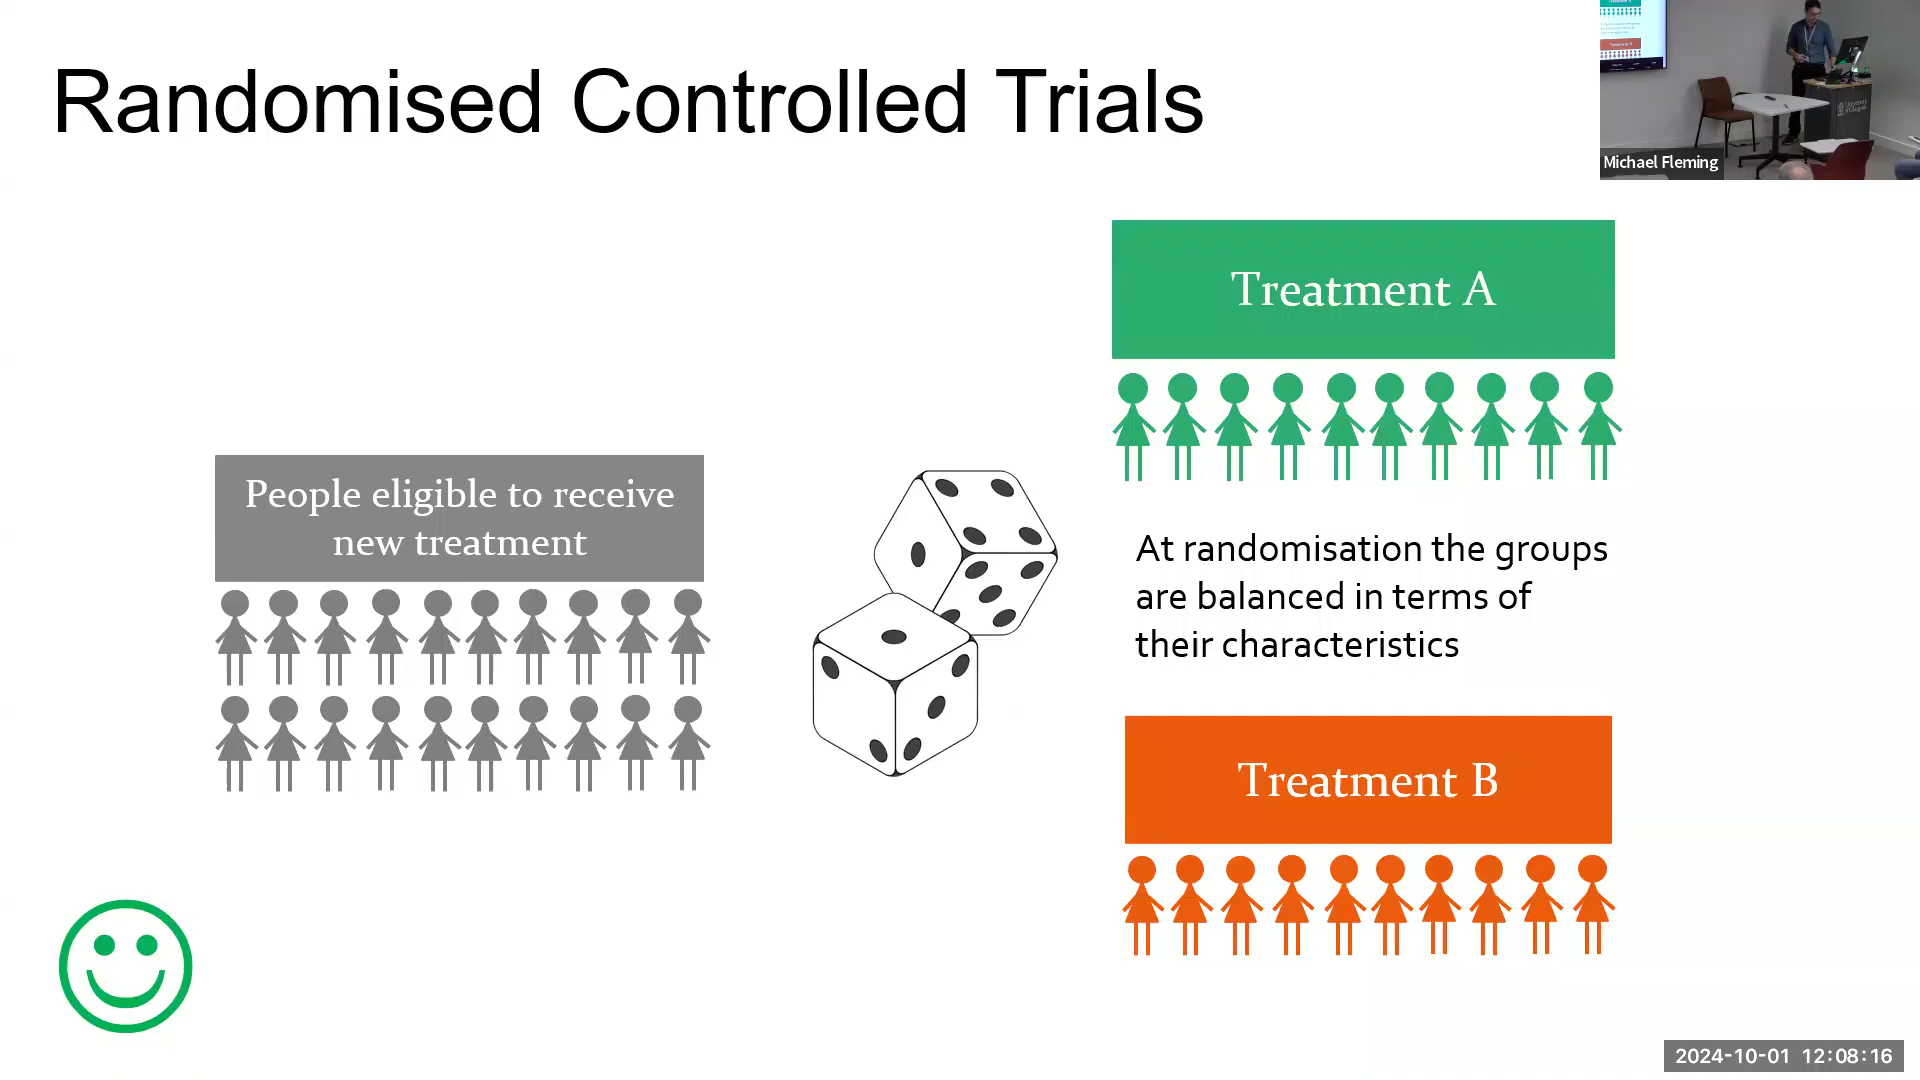 Randomised Controlled Trials
Michael Fleming
Treatment A
People eligible to receive
new treatment
At randomisation the groups
are balanced in terms of
their characteristics
Treatment B
2024-10-01 12:08:16